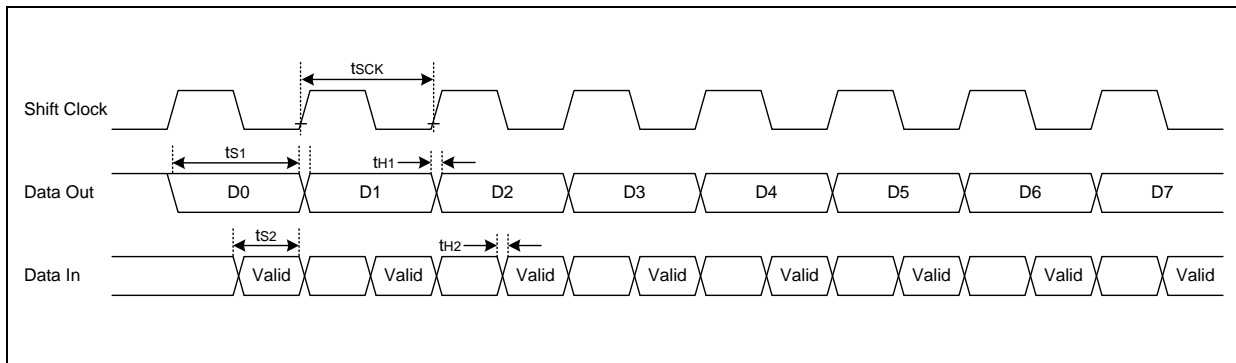 tSCK
Shift Clock
tS1
tH1
Data Out D0 D1 D2 D3 D4 D5 D6 D7
tS2
tH2
Data In Valid Valid Valid Valid Valid Valid Valid Valid